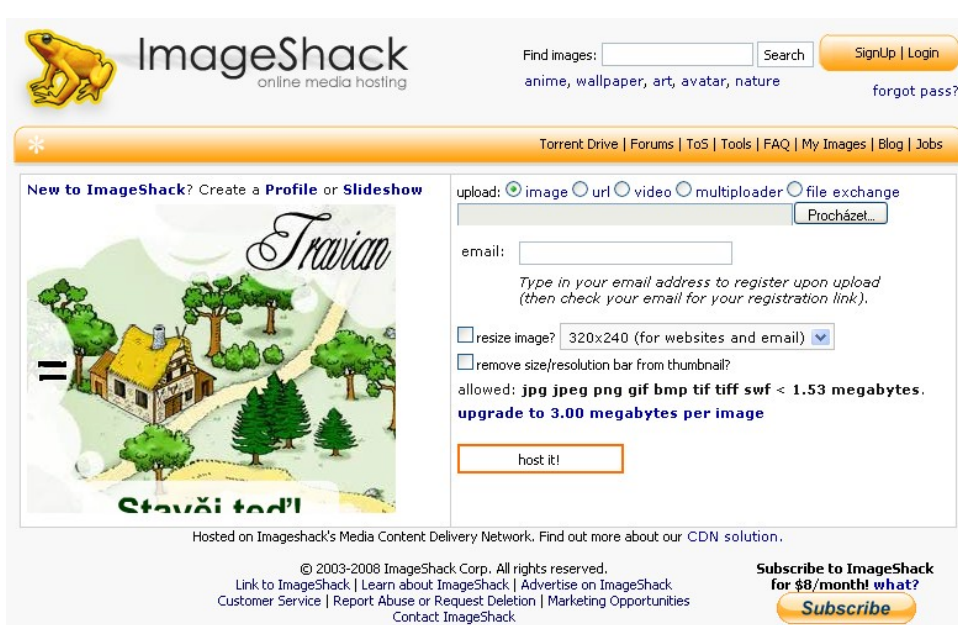 ImageShack
online media hosting
Find images:
Search
SignUp | Login
anime, wallpaper, art, avatar, nature
forgot pass?
*
Torrent Drive | Forums | ToS | Tools | FAQ | My Images | Blog | Jobs
New to ImageShack? Create a Profile or Slideshow
Travian
=
Stavěj teď!
upload: image url video multiploader file exchange
Procházet...
email:
Type in your email address to register upon upload
(then check your email for your registration link).
resize image? 320x240 (for websites and email)
remove size/resolution bar from thumbnail?
allowed: jpg jpeg png gif bmp tif tiff swf < 1.53 megabytes.
upgrade to 3.00 megabytes per image
host it!
Hosted on Imageshack's Media Content Delivery Network. Find out more about our CDN solution.
© 2003-2008 ImageShack Corp. All rights reserved.
Link to ImageShack | Learn about ImageShack | Advertise on ImageShack
Customer Service | Report Abuse or Request Deletion | Marketing Opportunities
Contact ImageShack
Subscribe to ImageShack
for $8/month! what?
Subscribe